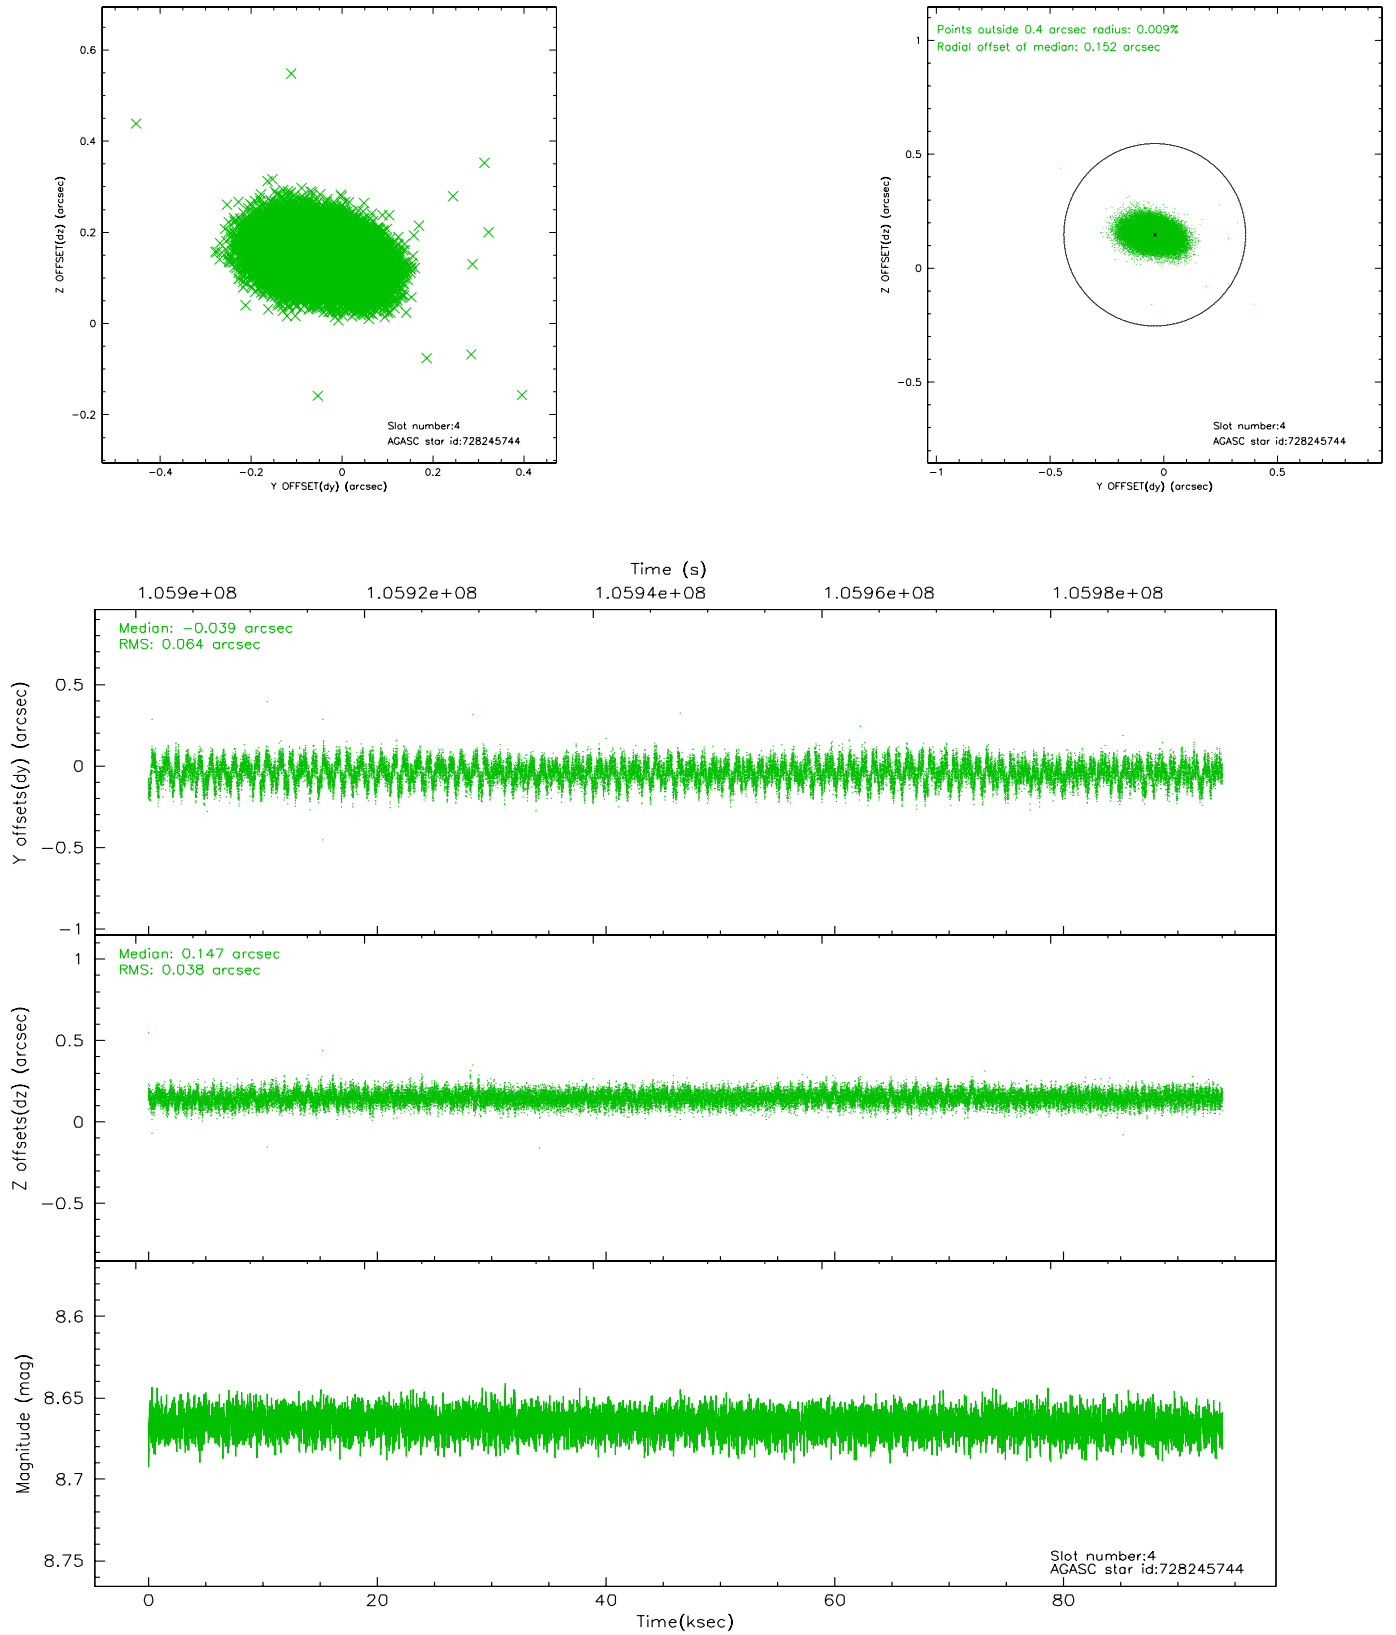 0.6
0.4
0.2
0
−0.2
Z OFFSET(dz) (arcsec)
Slot number:4
AGASC star id:728245744
−0.4 −0.2 0 0.2 0.4
Y OFFSET(dy) (arcsec)
Points outside 0.4 arcsec radius: 0.009%
Radial offset of median: 0.152 arcsec
1
0.5
0
−0.5
Z OFFSET(dz) (arcsec)
Slot number:4
AGASC star id:728245744
−1 −0.5 0 0.5
Y OFFSET(dy) (arcsec)
Time (s)
1.059e+08 1.0592e+08 1.0594e+08 1.0596e+08 1.0598e+08
Median: −0.039 arcsec
RMS: 0.064 arcsec
0.5
0
−0.5
−1
Y offsets(dy) (arcsec)
Median: 0.147 arcsec
RMS: 0.038 arcsec
1
0.5
0
−0.5
Z offsets(dz) (arcsec)
8.6
8.65
8.7
8.75
Magnitude (mag)
Slot number:4
AGASC star id:728245744
0 20 40 60 80
Time(ksec)